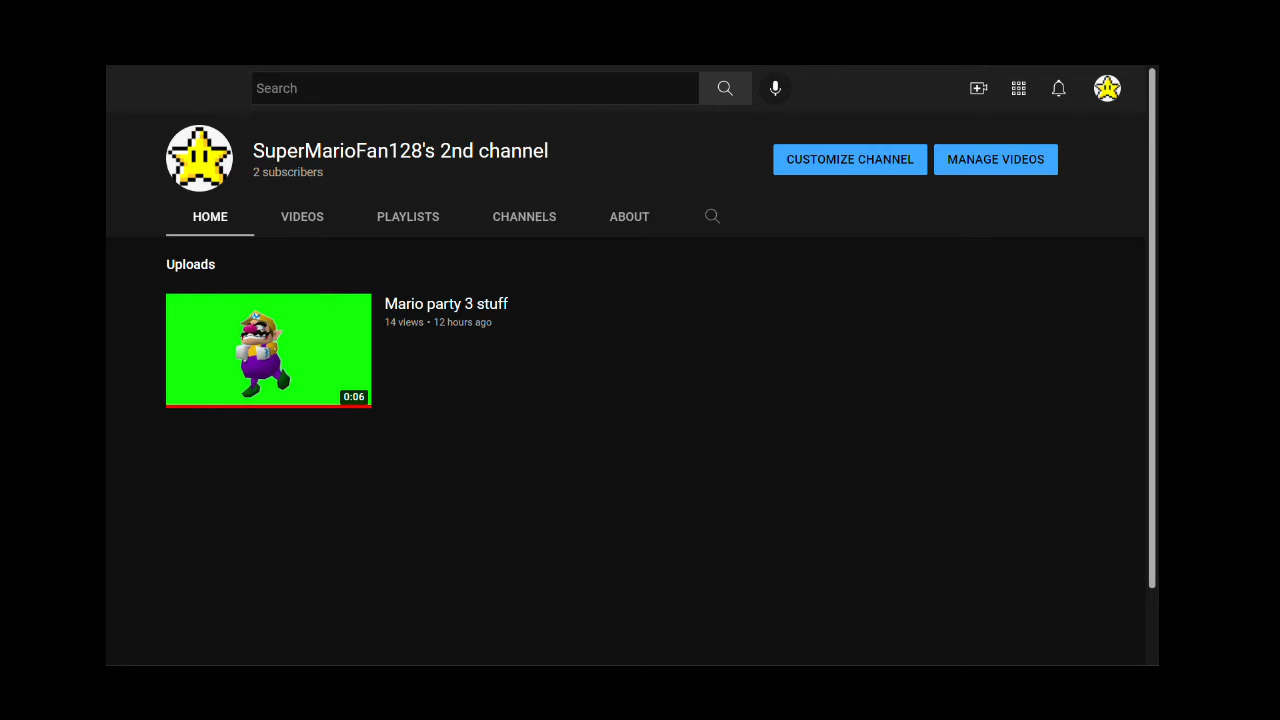 Search
SuperMarioFan128's 2nd channel
2 subscribers
CUSTOMIZE CHANNEL
MANAGE VIDEOS
HOME
VIDEOS
PLAYLISTS
CHANNELS
ABOUT
Uploads
Mario party 3 stuff
14 views • 12 hours ago
0:06